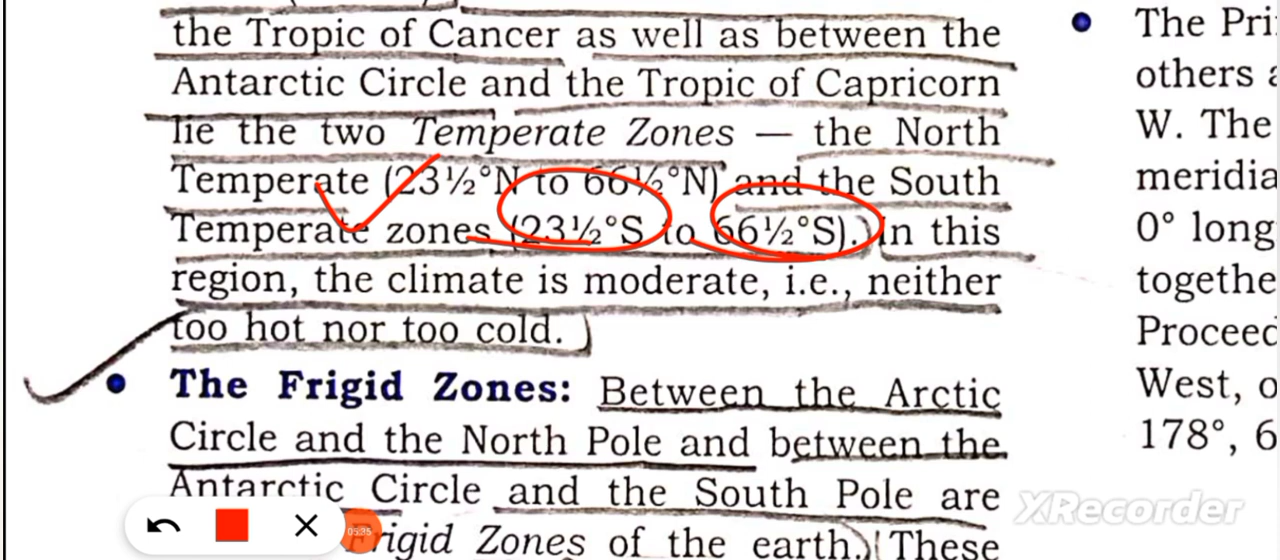 the Tropic of Cancer as well as between the
Antarctic Circle and the Tropic of Capricorn
lie the two Temperate Zones — the North
Temperate (23½°N to 66½°N) and the South
Temperate zones (23½°S to 66½°S). In this
region, the climate is moderate, i.e., neither
too hot nor too cold.
• The Frigid Zones: Between the Arctic
Circle and the North Pole and between the
Antarctic Circle and the South Pole are
Frigid Zones of the earth. These
• The Pri
others a
W. The
meridia
0° long
togethe
Proceed
West, o
178°, 6
XRecorder
05:35